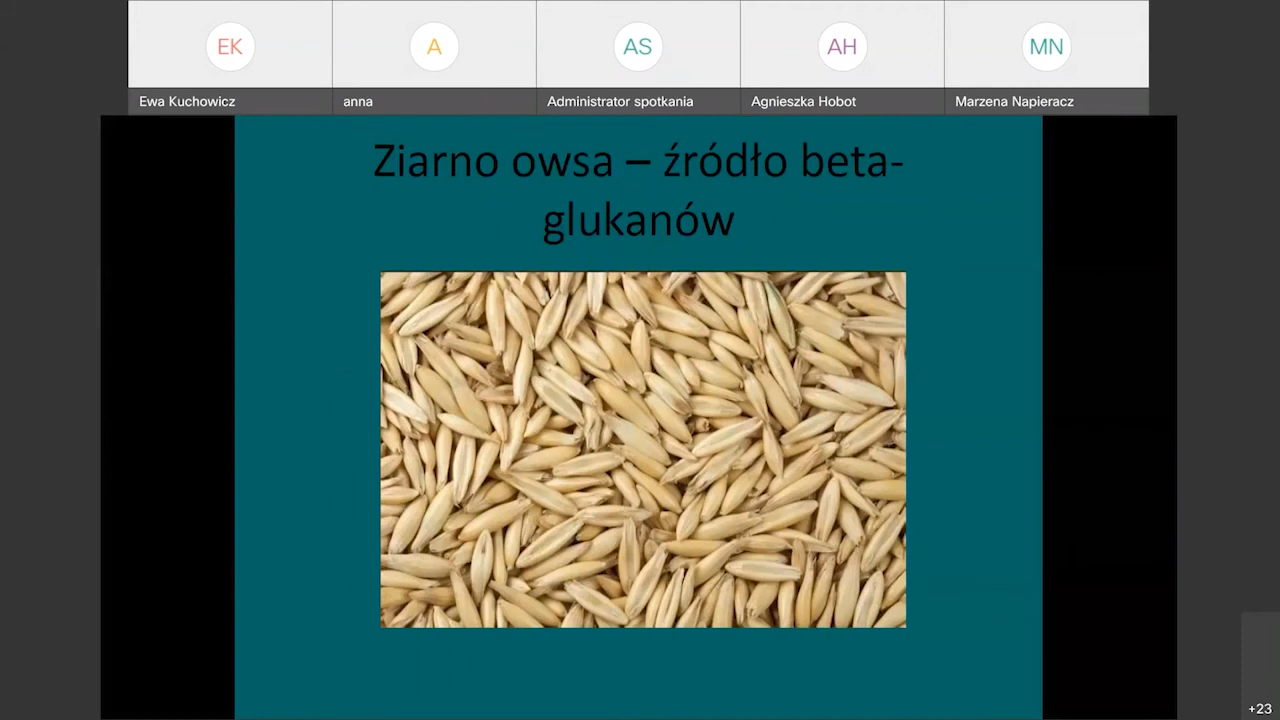 EK
A
AS
AH
MN
Ewa Kuchowicz
anna
Administrator spotkania
Agnieszka Hobot
Marzena Napieracz
Ziarno owsa – źródło beta-
glukanów
+23